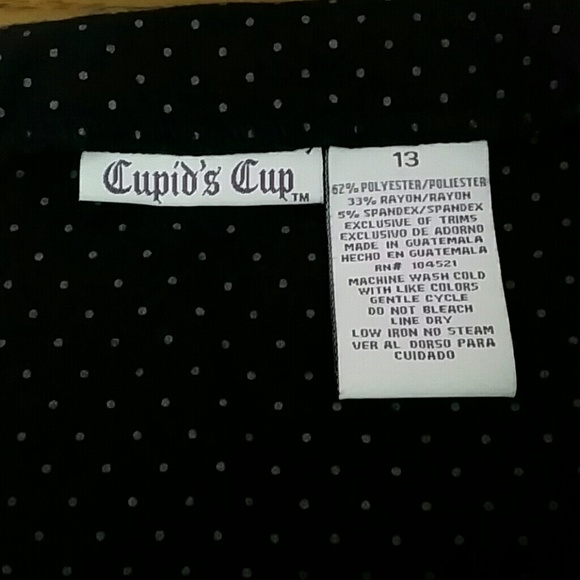 Cupid's Cup TM
13
62% POLYESTER/POLIESTER
33% RAYON/RAYON
5% SPANDEX/SPANDEX
EXCLUSIVE OF TRIMS
EXCLUSIVO DE ADORNO
MADE IN GUATEMALA
HECHO EN GUATEMALA
RN# 104521
MACHINE WASH COLD
WITH LIKE COLORS
GENTLE CYCLE
DO NOT BLEACH
LINE DRY
LOW IRON NO STEAM
VER AL DORSO PARA
CUIDADO